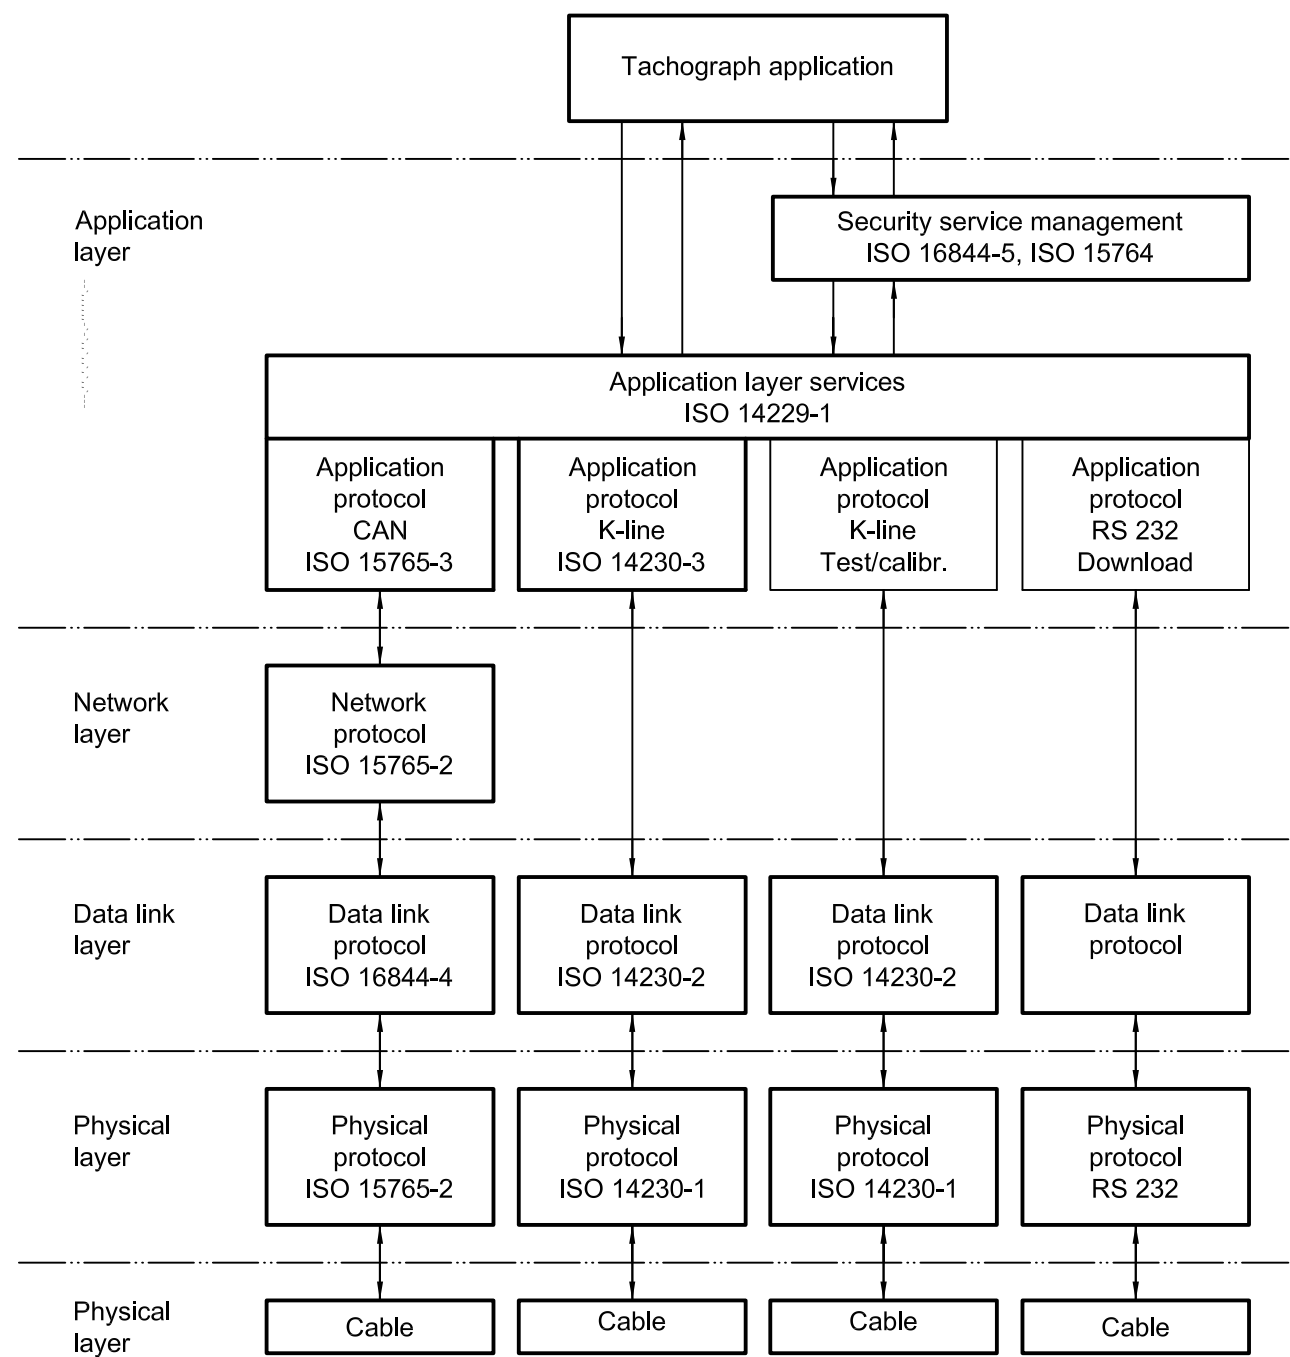 Tachograph application
Application
layer
Security service management
ISO 16844-5, ISO 15764
Application layer services
ISO 14229-1
Application
protocol
CAN
ISO 15765-3
Application
protocol
K-line
ISO 14230-3
Application
protocol
K-line
Test/calibr.
Application
protocol
RS 232
Download
Network
layer
Network
protocol
ISO 15765-2
Data link
layer
Data link
protocol
ISO 16844-4
Data link
protocol
ISO 14230-2
Data link
protocol
ISO 14230-2
Data link
protocol
Physical
layer
Physical
protocol
ISO 15765-2
Physical
protocol
ISO 14230-1
Physical
protocol
ISO 14230-1
Physical
protocol
RS 232
Physical
layer
Cable
Cable
Cable
Cable